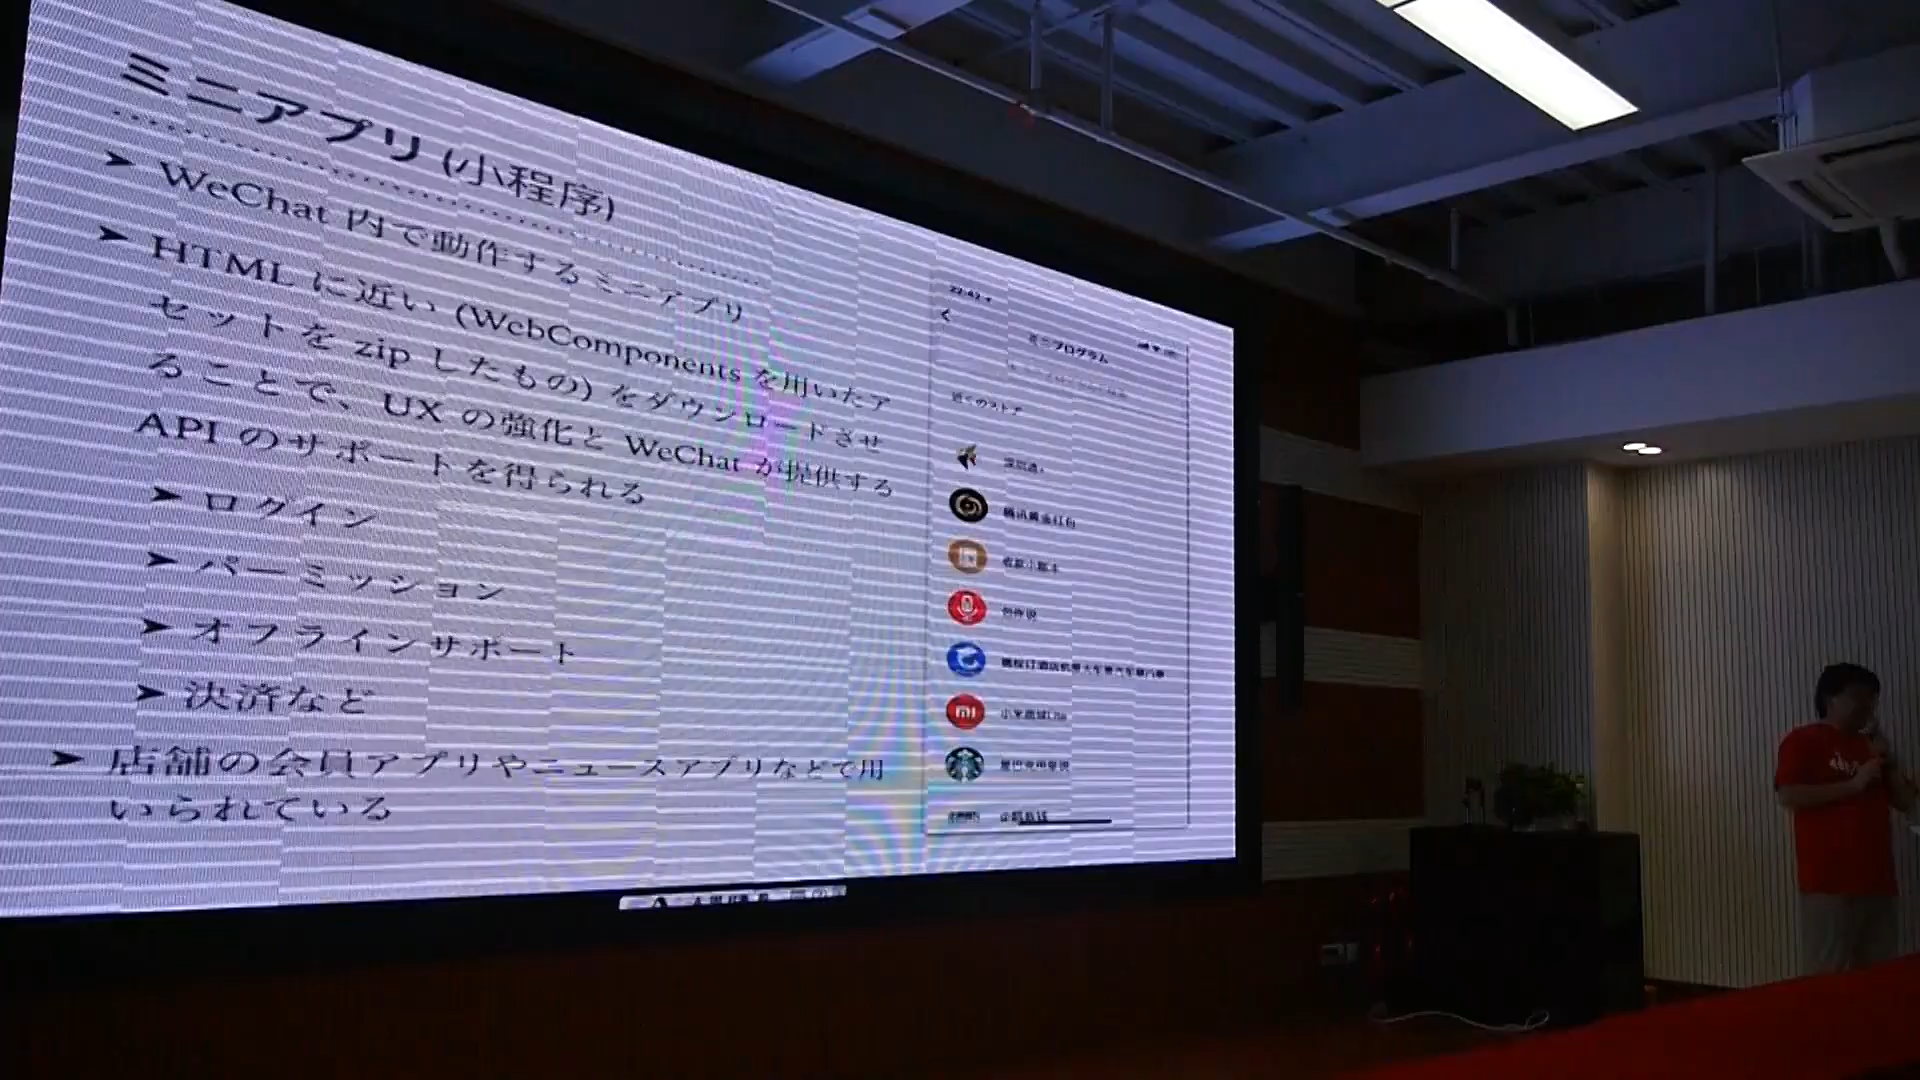 ミニアプリ (小程序)
➤ WeChat 内で動作するミニアプリ
➤ HTML に近い (WebComponents を用いたア
セットを zip したもの) をダウンロードさせ
ることで、UX の強化と WeChat が提供する
API のサポートを得られる
➤ ログイン
➤ パーミッション
➤ オフラインサポート
➤ 決済など
➤ 店舗の会員アプリやニュースアプリなどで用
いられている
ミニプログラム
近くのストア
腾讯黄金红包